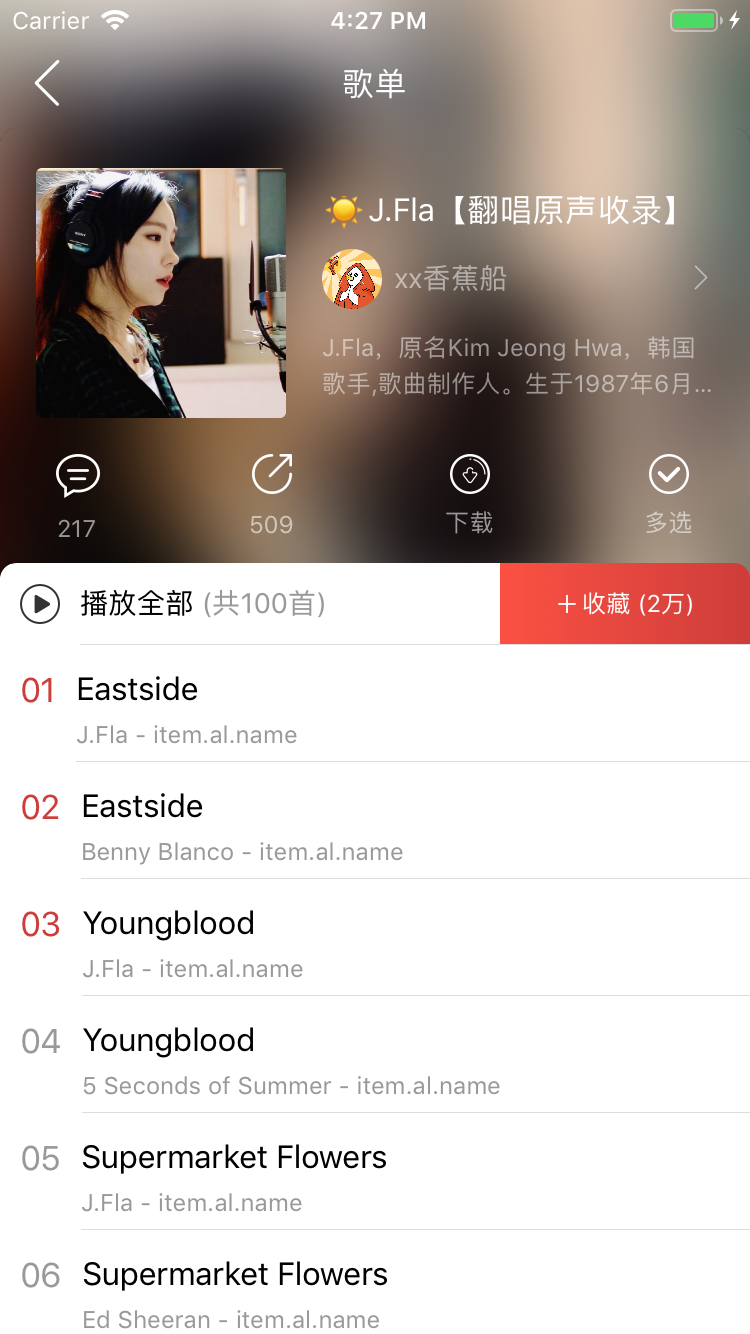 Carrier 4:27 PM
歌单
☀️J.Fla【翻唱原声收录】
xx香蕉船
J.Fla，原名Kim Jeong Hwa，韩国
歌手,歌曲制作人。生于1987年6月...
217 509 下载 多选
播放全部 (共100首) +收藏 (2万)
01 Eastside
J.Fla - item.al.name
02 Eastside
Benny Blanco - item.al.name
03 Youngblood
J.Fla - item.al.name
04 Youngblood
5 Seconds of Summer - item.al.name
05 Supermarket Flowers
J.Fla - item.al.name
06 Supermarket Flowers
Ed Sheeran - item.al.name